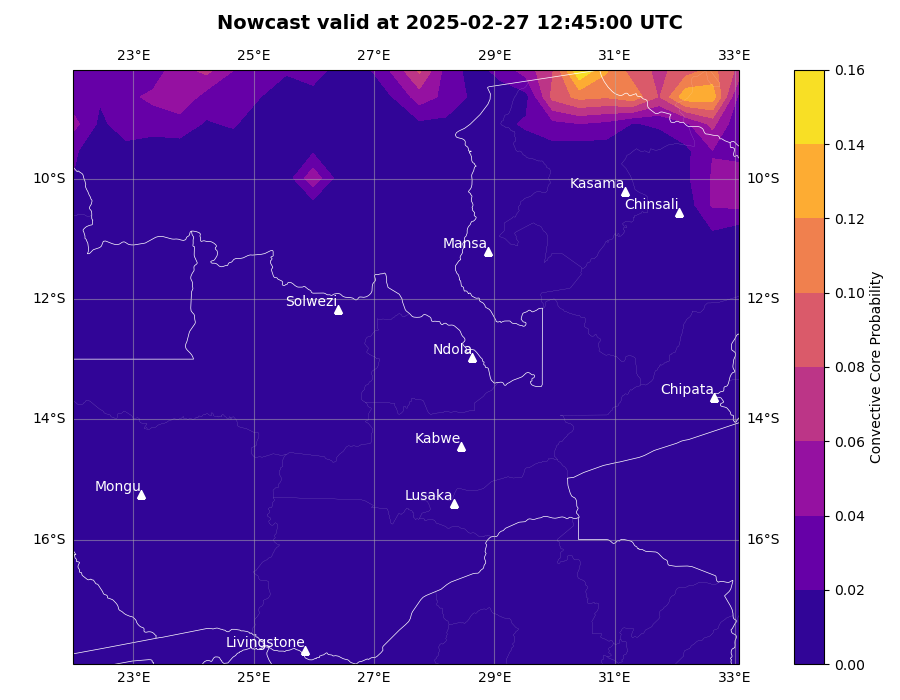 Nowcast valid at 2025-02-27 12:45:00 UTC
23°E 25°E 27°E 29°E 31°E 33°E
0.16
0.14
10°S Kasama 10°S
Chinsali
0.12
Mansa
12°S Solwezi 12°S 0.10
Ndola
0.08
Chipata
14°S 14°S
Kabwe
0.06
Mongu Lusaka
0.04
16°S 16°S
0.02
Livingstone
0.00
23°E 25°E 27°E 29°E 31°E 33°E
Convective Core Probability